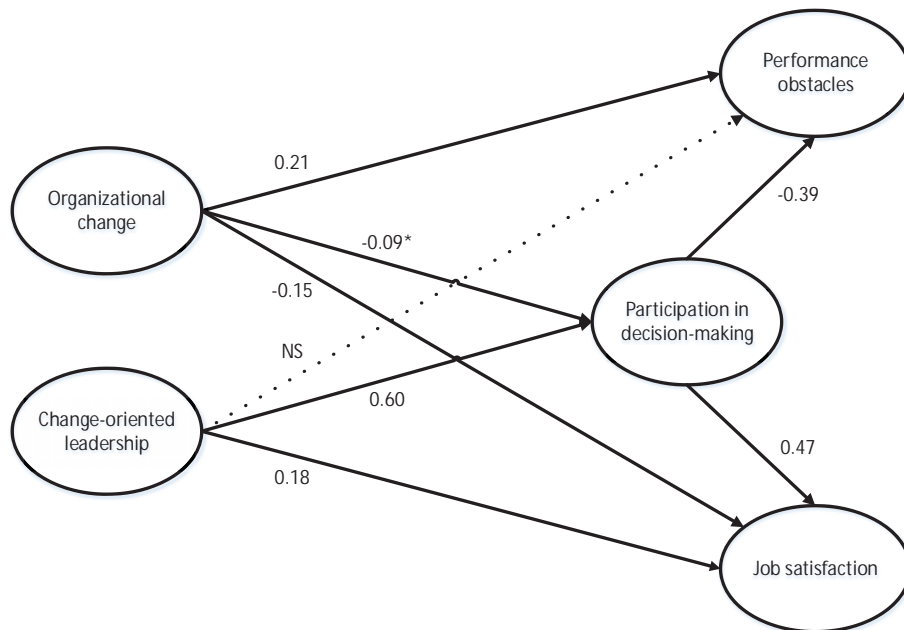 Performance
obstacles
0.21
Organizational
change
-0.39
-0.09*
-0.15
Participation in
decision-making
NS
0.60
Change-oriented
leadership
0.47
0.18
Job satisfaction